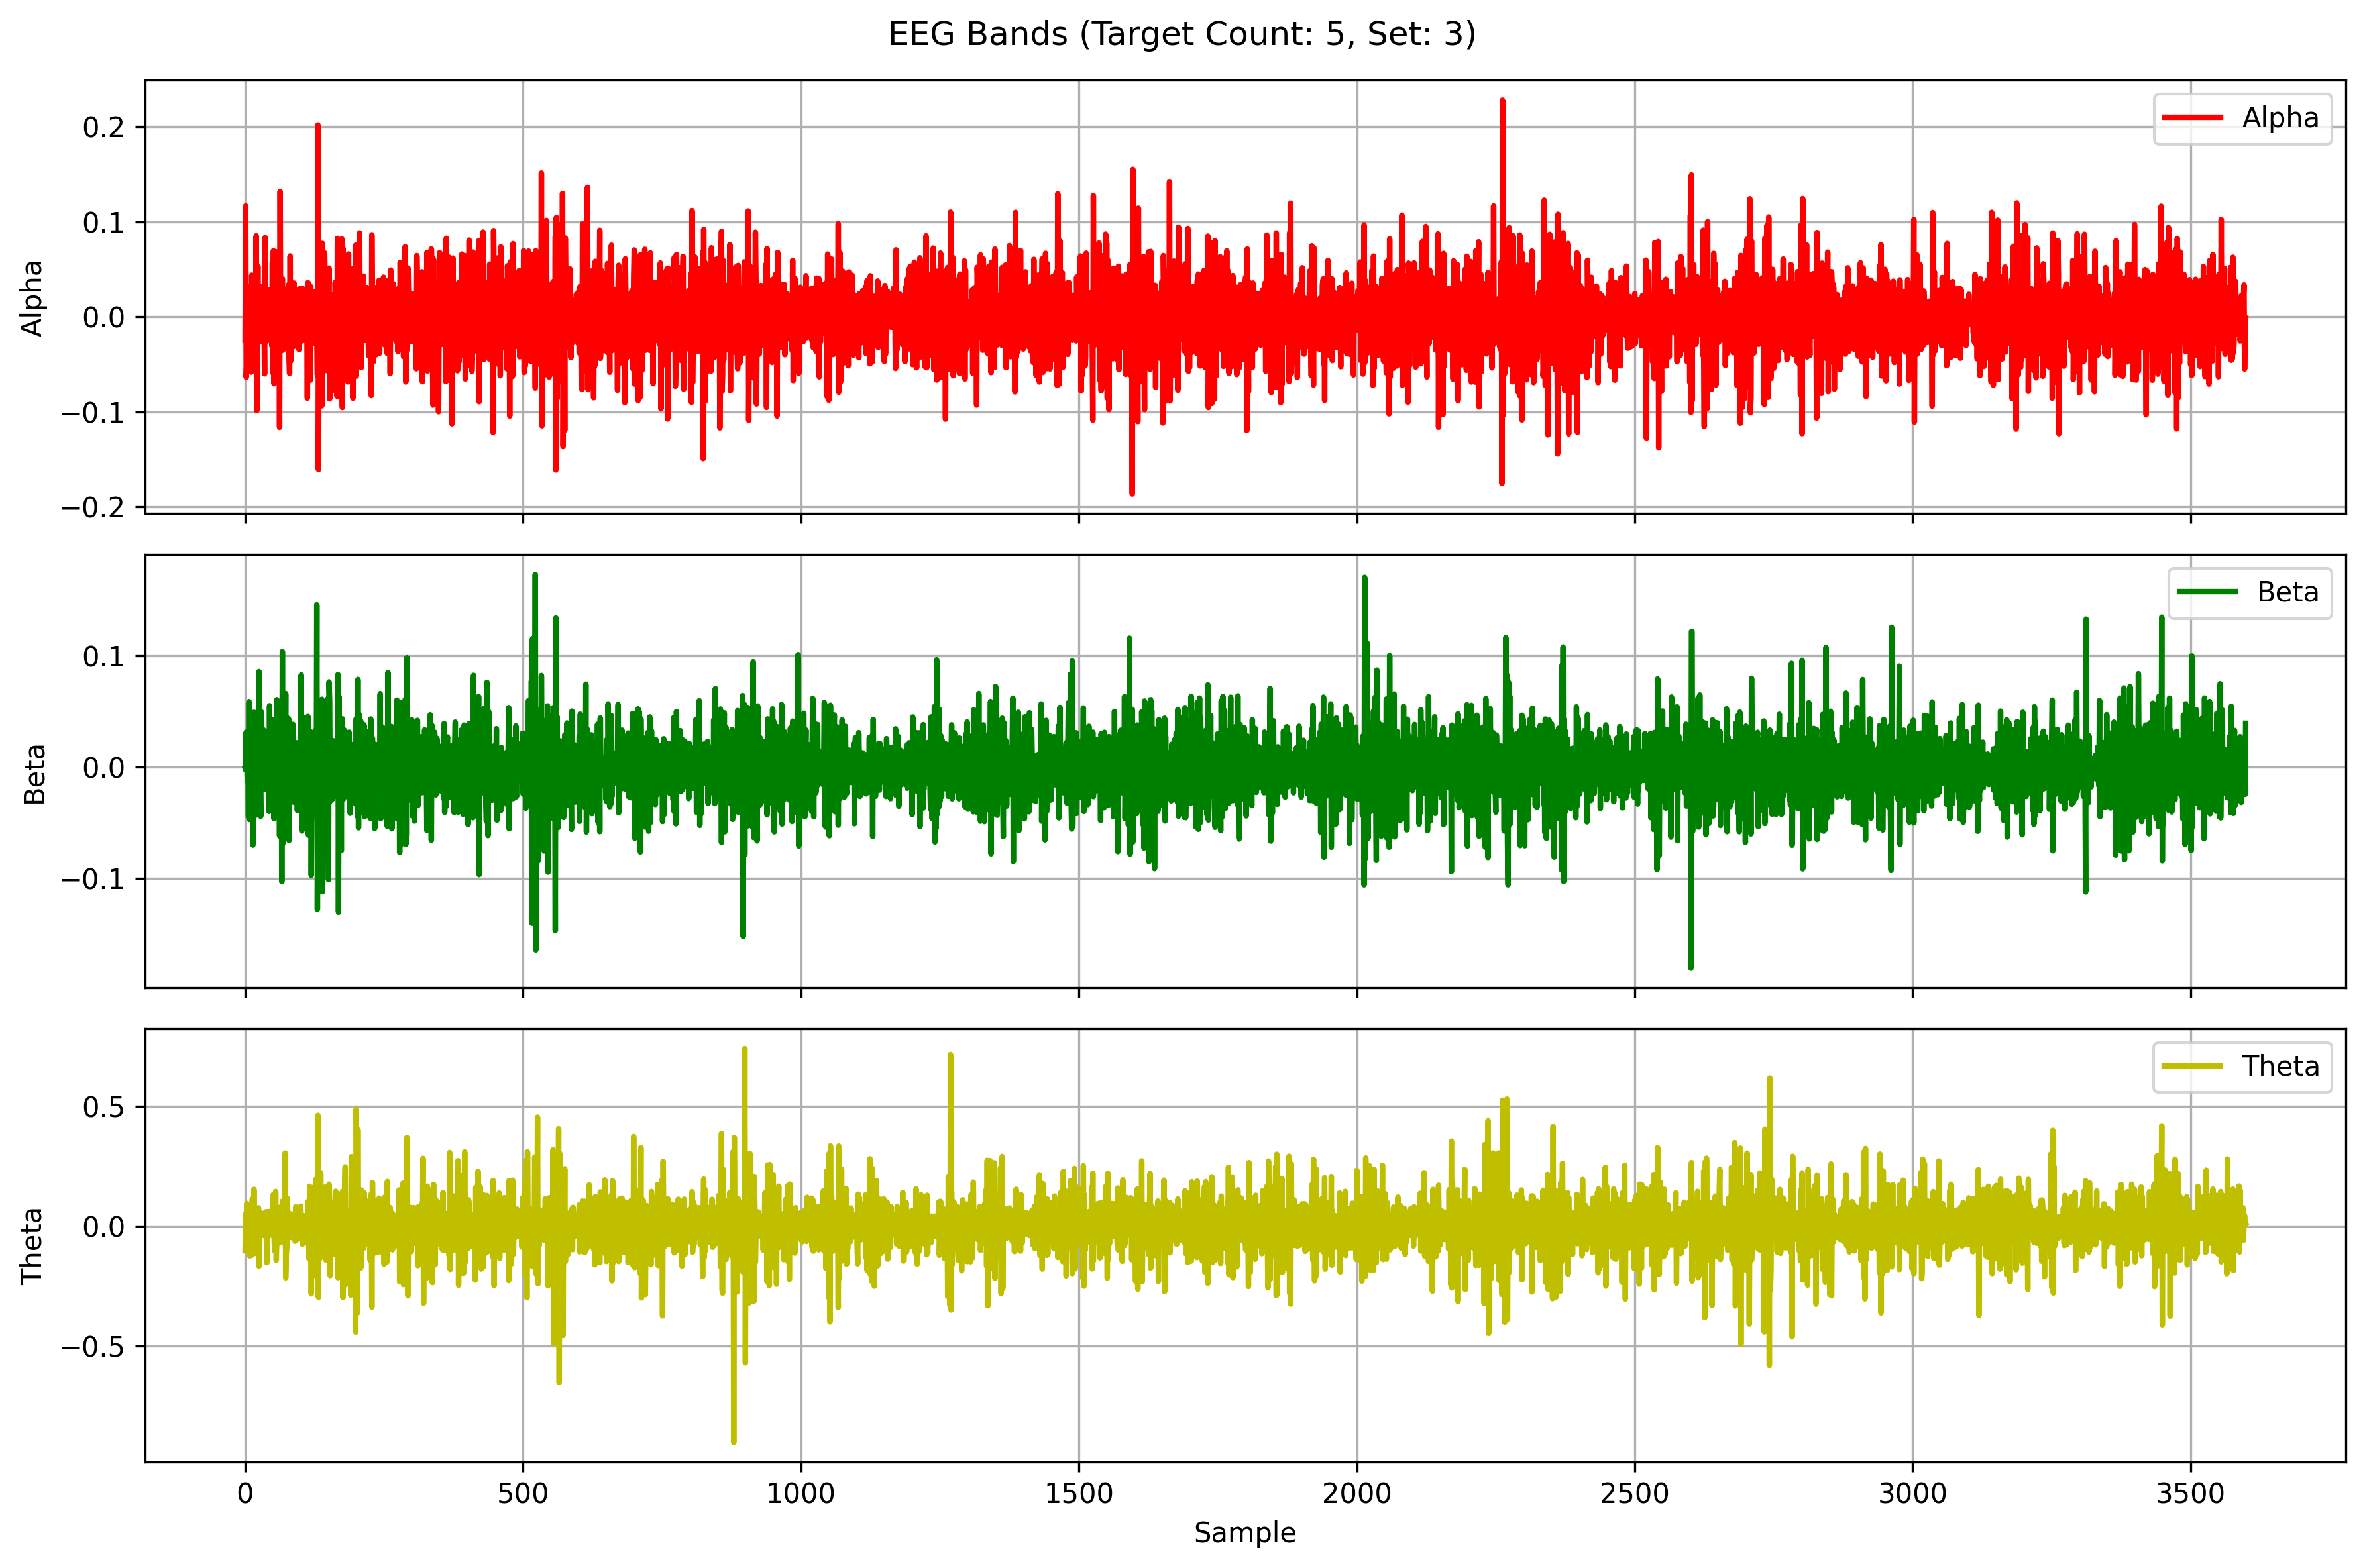 EEG Bands (Target Count: 5, Set: 3)
Alpha
0.2
0.1
0.0
−0.1
−0.2
Alpha
Beta
0.1
0.0
−0.1
Beta
Theta
0.5
0.0
−0.5
Theta
0 500 1000 1500 2000 2500 3000 3500
Sample